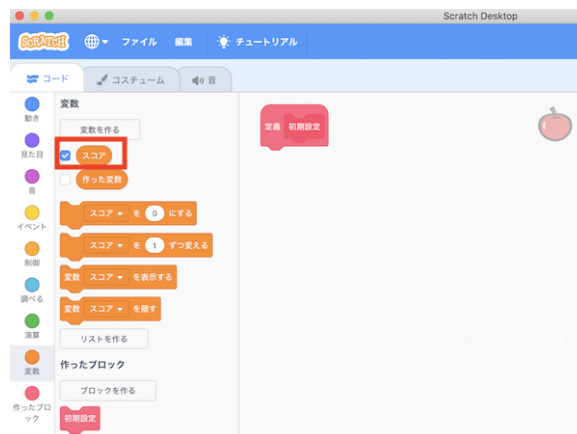 Scratch Desktop
SCRATCH ファイル 編集 チュートリアル
コード コスチューム 音
動き
見た目
音
イベント
制御
調べる
演算
変数
作ったブロ
ック
変数
変数を作る
スコア
作った変数
スコア を 0 にする
スコア を 1 ずつ変える
変数 スコア を表示する
変数 スコア を隠す
リストを作る
作ったブロック
ブロックを作る
初期設定
定義 初期設定